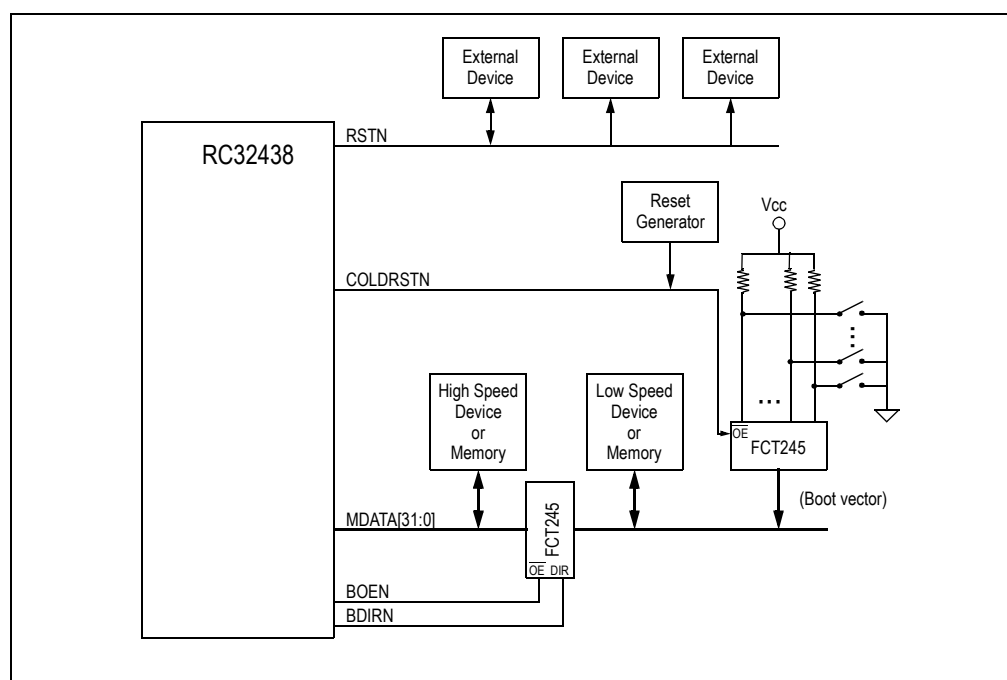 External
Device
External
Device
External
Device
RSTN
RC32438
Reset
Generator
Vcc
COLDRSTN
High Speed
Device
or
Memory
Low Speed
Device
or
Memory
OE
FCT245
(Boot vector)
MDATA[31:0]
FCT245
OE DIR
BOEN
BDIRN